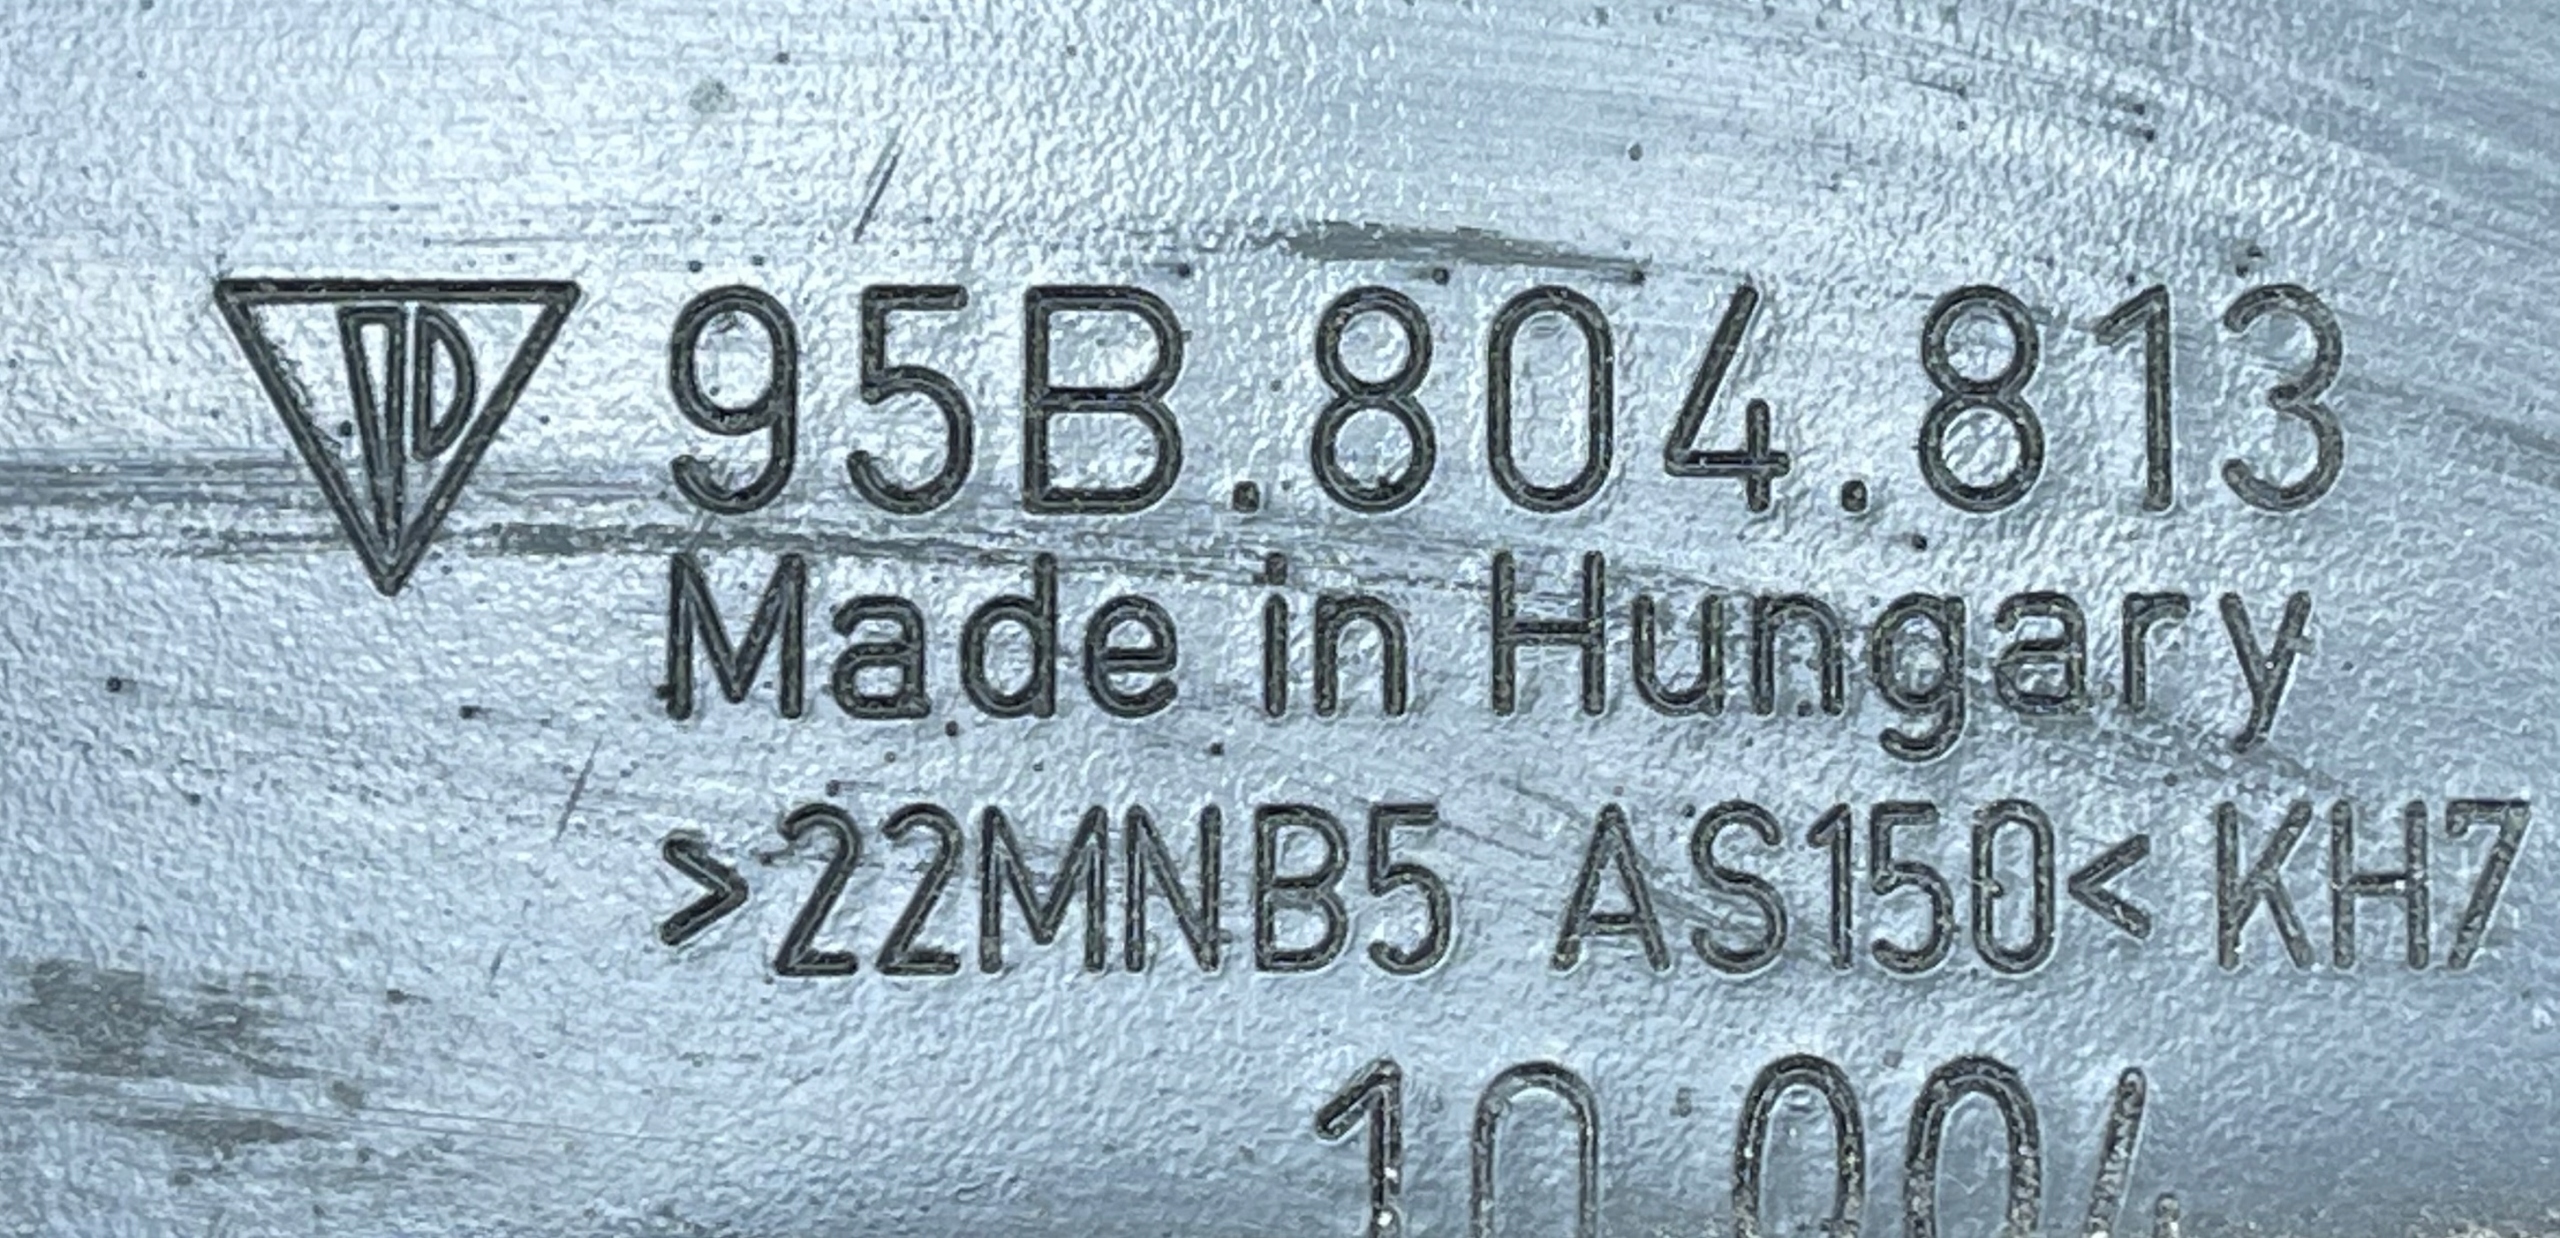 95B.804.813
Made in Hungary
>22MNB5 AS150< KH7